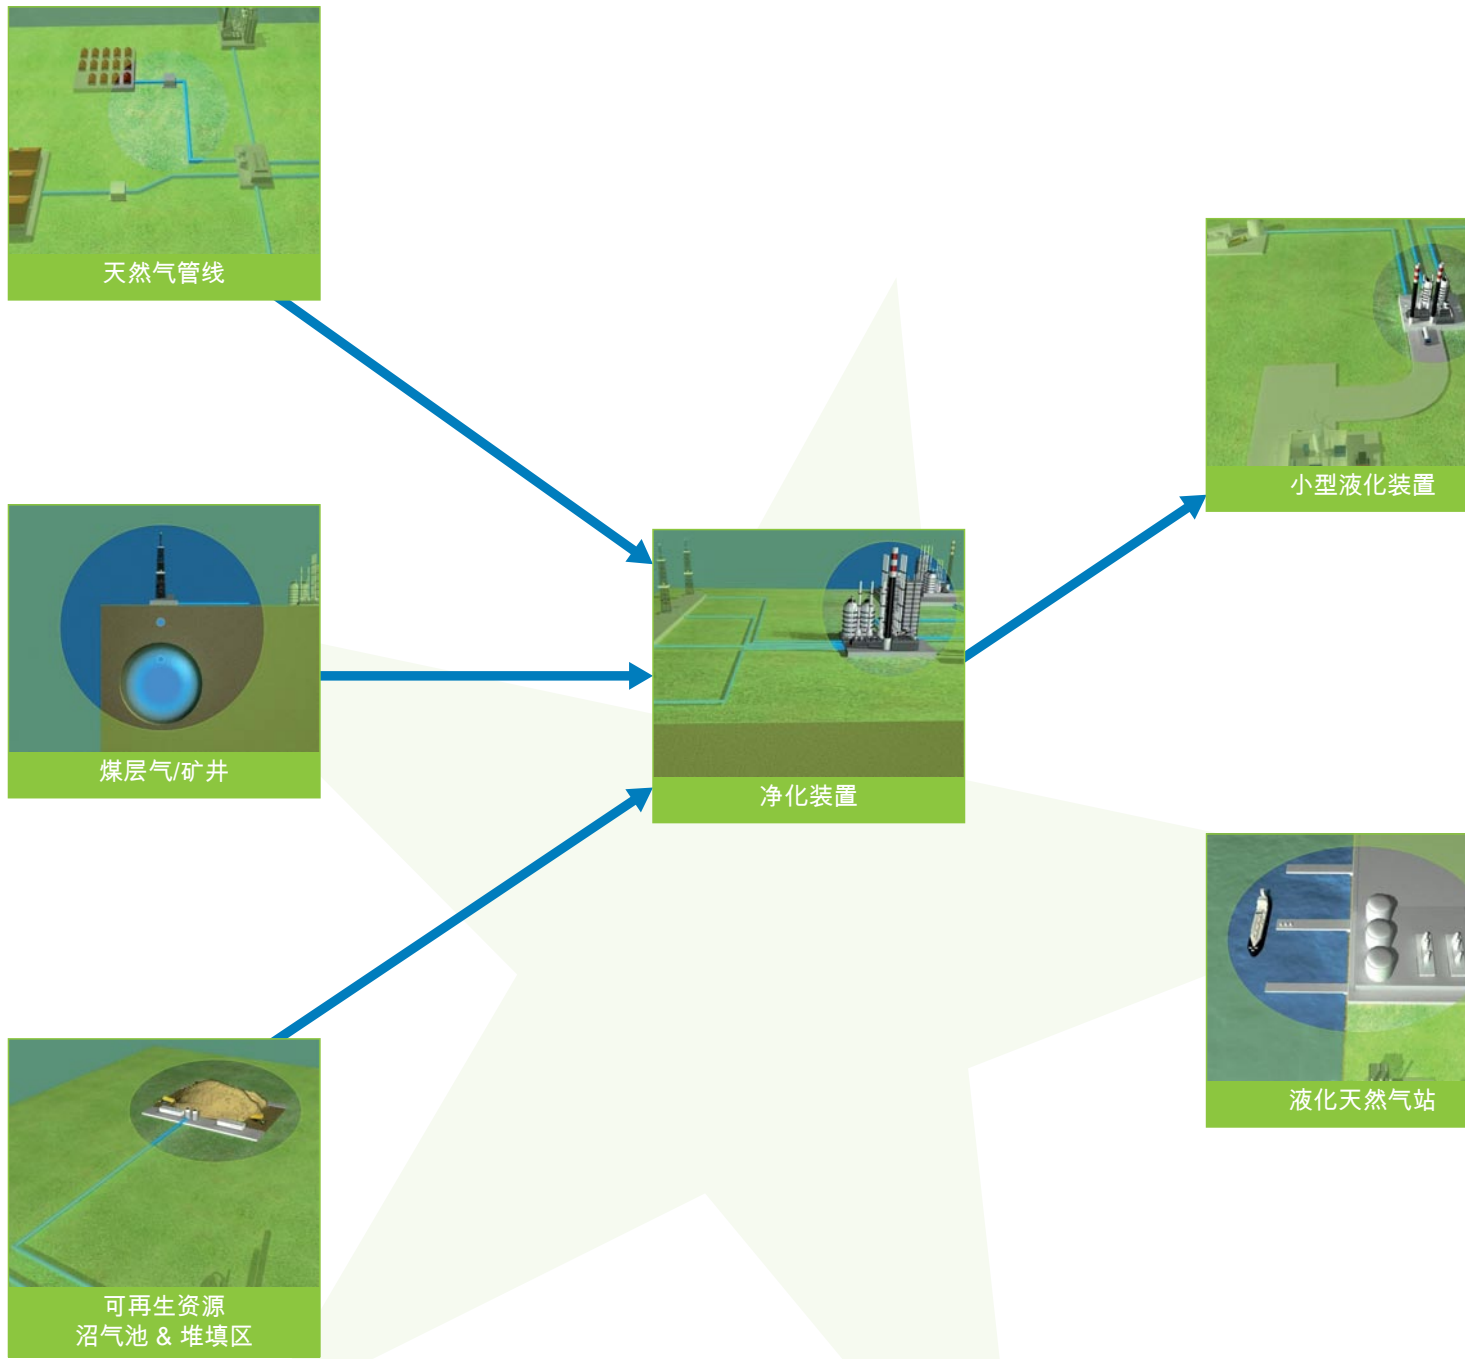 天然气管线
小型液化装置
煤层气/矿井
净化装置
液化天然气站
可再生资源
沼气池 & 堆填区